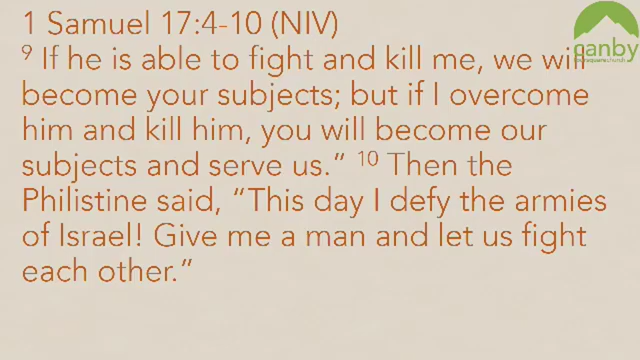 1 Samuel 17:4-10 (NIV)
canby
foursquare church
9 If he is able to fight and kill me, we will
become your subjects; but if I overcome
him and kill him, you will become our
subjects and serve us.” 10 Then the
Philistine said, “This day I defy the armies
of Israel! Give me a man and let us fight
each other.”